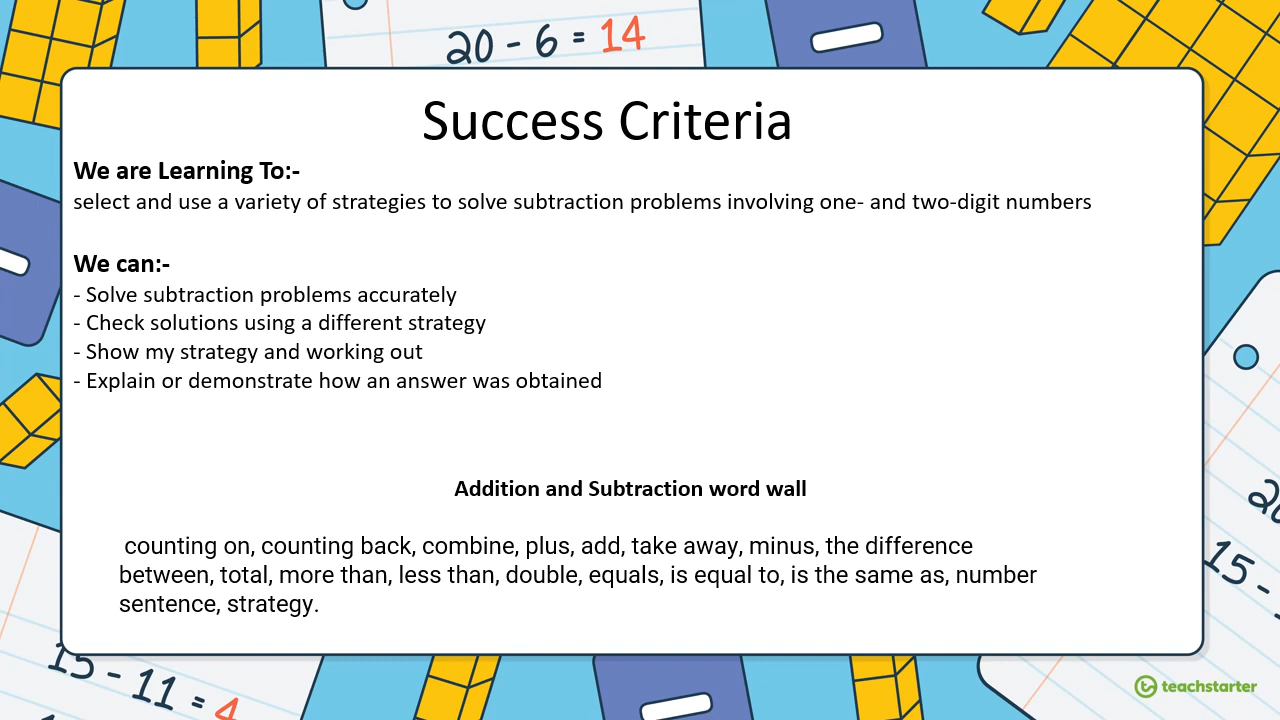 20 - 6 = 14
Success Criteria
We are Learning To:-
select and use a variety of strategies to solve subtraction problems involving one- and two-digit numbers
We can:-
- Solve subtraction problems accurately
- Check solutions using a different strategy
- Show my strategy and working out
- Explain or demonstrate how an answer was obtained
Addition and Subtraction word wall
counting on, counting back, combine, plus, add, take away, minus, the difference
between, total, more than, less than, double, equals, is equal to, is the same as, number
sentence, strategy.
15 -
15 - 11 = 4
teachstarter